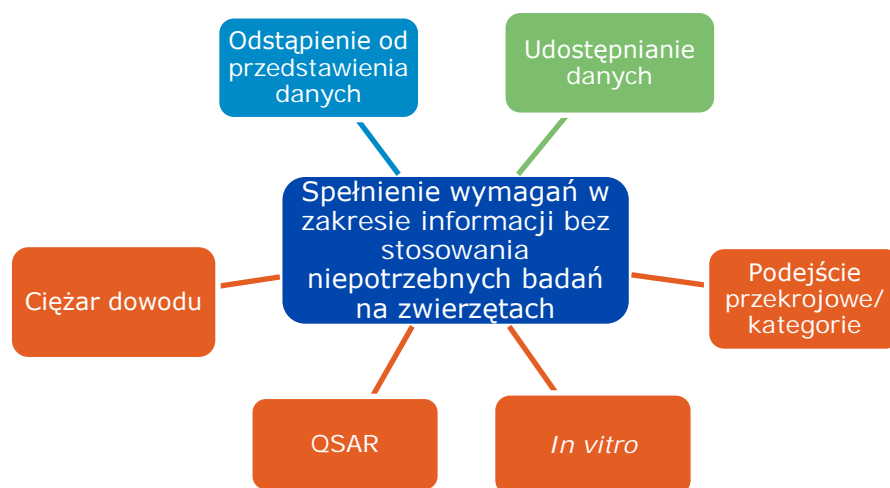 Odstąpienie od
przedstawienia
danych
Udostępnianie
danych
Spełnienie wymagań w
zakresie informacji bez
stosowania
niepotrzebnych badań
na zwierzętach
Ciężar dowodu
Podejście
przekrojowe/
kategorie
QSAR
In vitro